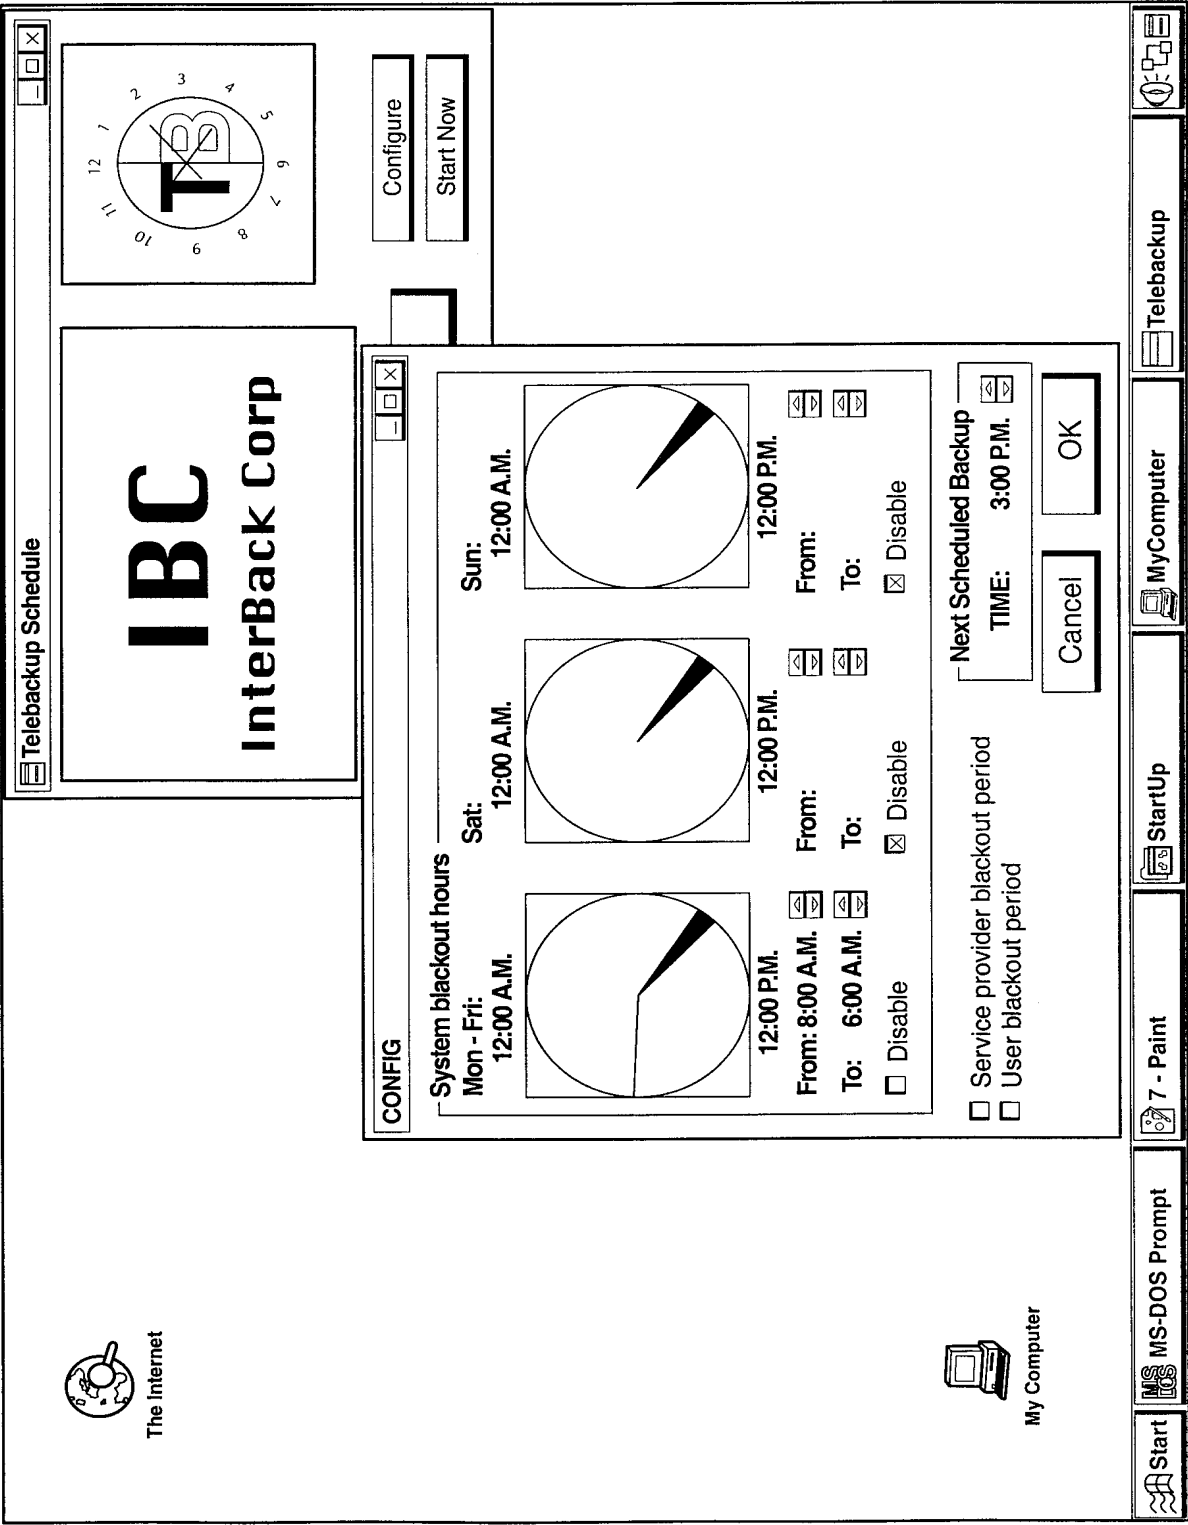 Telebackup Schedule
IBC
InterBack Corp
12
1
2
3
4
5
6
7
8
9
10
11
TB
Configure
Start Now
The Internet
CONFIG
System blackout hours
Mon - Fri:
12:00 A.M.
12:00 P.M.
From: 8:00 A.M.
To: 6:00 A.M.
Disable
Sat:
12:00 A.M.
12:00 P.M.
From:
To:
Disable
Sun:
12:00 A.M.
12:00 P.M.
From:
To:
Disable
Service provider blackout period
User blackout period
Next Scheduled Backup
TIME: 3:00 P.M.
Cancel
OK
My Computer
Start
MS-DOS Prompt
7 - Paint
StartUp
MyComputer
Telebackup